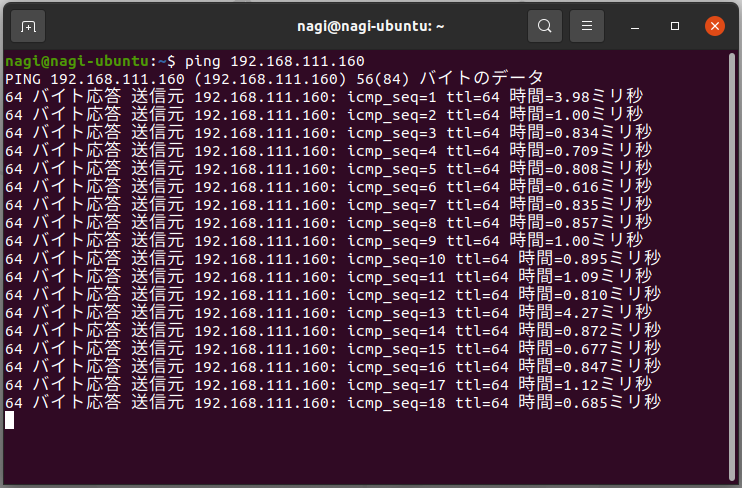 nagi@nagi-ubuntu: ~
nagi@nagi-ubuntu:~$ ping 192.168.111.160
PING 192.168.111.160 (192.168.111.160) 56(84) バイトのデータ
64 バイト応答 送信元 192.168.111.160: icmp_seq=1 ttl=64 時間=3.98ミリ秒
64 バイト応答 送信元 192.168.111.160: icmp_seq=2 ttl=64 時間=1.00ミリ秒
64 バイト応答 送信元 192.168.111.160: icmp_seq=3 ttl=64 時間=0.834ミリ秒
64 バイト応答 送信元 192.168.111.160: icmp_seq=4 ttl=64 時間=0.709ミリ秒
64 バイト応答 送信元 192.168.111.160: icmp_seq=5 ttl=64 時間=0.808ミリ秒
64 バイト応答 送信元 192.168.111.160: icmp_seq=6 ttl=64 時間=0.616ミリ秒
64 バイト応答 送信元 192.168.111.160: icmp_seq=7 ttl=64 時間=0.835ミリ秒
64 バイト応答 送信元 192.168.111.160: icmp_seq=8 ttl=64 時間=0.857ミリ秒
64 バイト応答 送信元 192.168.111.160: icmp_seq=9 ttl=64 時間=1.00ミリ秒
64 バイト応答 送信元 192.168.111.160: icmp_seq=10 ttl=64 時間=0.895ミリ秒
64 バイト応答 送信元 192.168.111.160: icmp_seq=11 ttl=64 時間=1.09ミリ秒
64 バイト応答 送信元 192.168.111.160: icmp_seq=12 ttl=64 時間=0.810ミリ秒
64 バイト応答 送信元 192.168.111.160: icmp_seq=13 ttl=64 時間=4.27ミリ秒
64 バイト応答 送信元 192.168.111.160: icmp_seq=14 ttl=64 時間=0.872ミリ秒
64 バイト応答 送信元 192.168.111.160: icmp_seq=15 ttl=64 時間=0.677ミリ秒
64 バイト応答 送信元 192.168.111.160: icmp_seq=16 ttl=64 時間=0.847ミリ秒
64 バイト応答 送信元 192.168.111.160: icmp_seq=17 ttl=64 時間=1.12ミリ秒
64 バイト応答 送信元 192.168.111.160: icmp_seq=18 ttl=64 時間=0.685ミリ秒